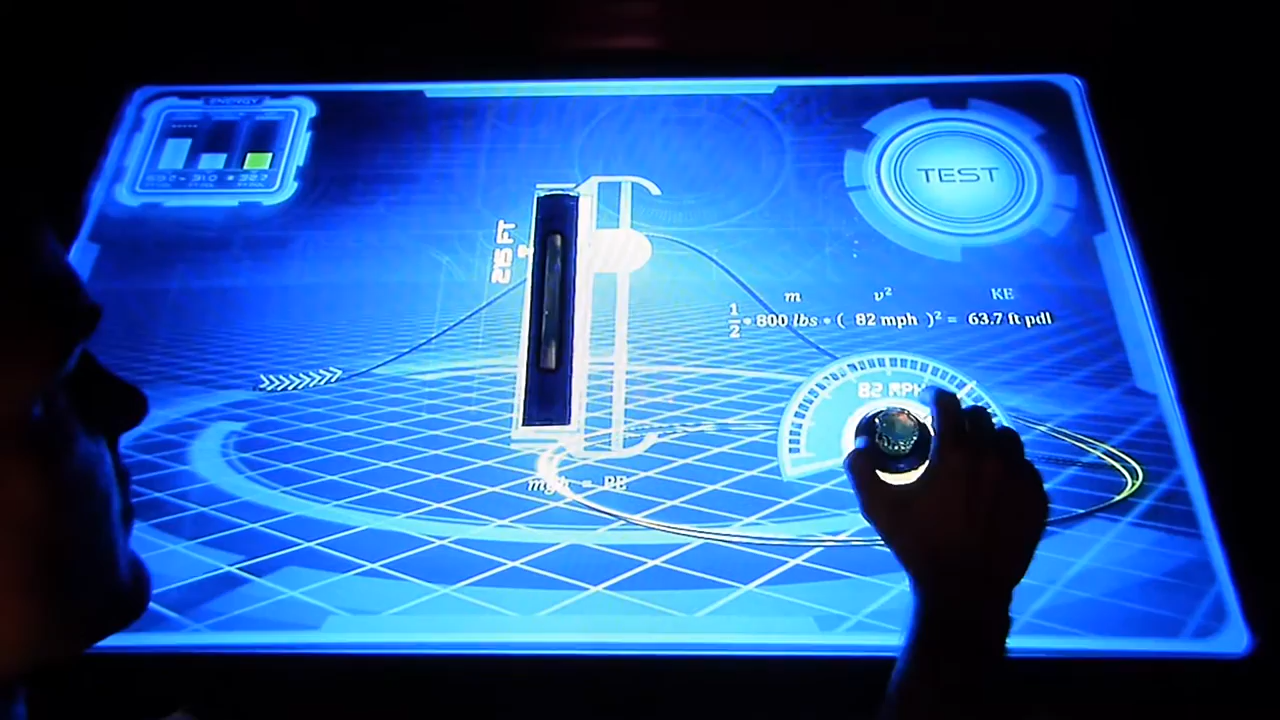 ENERGY
TEST
215 FT
m v² KE
½ * 800 lbs * ( 82 mph )² = 63.7 ft pdl
82 MPH
mgh = PE